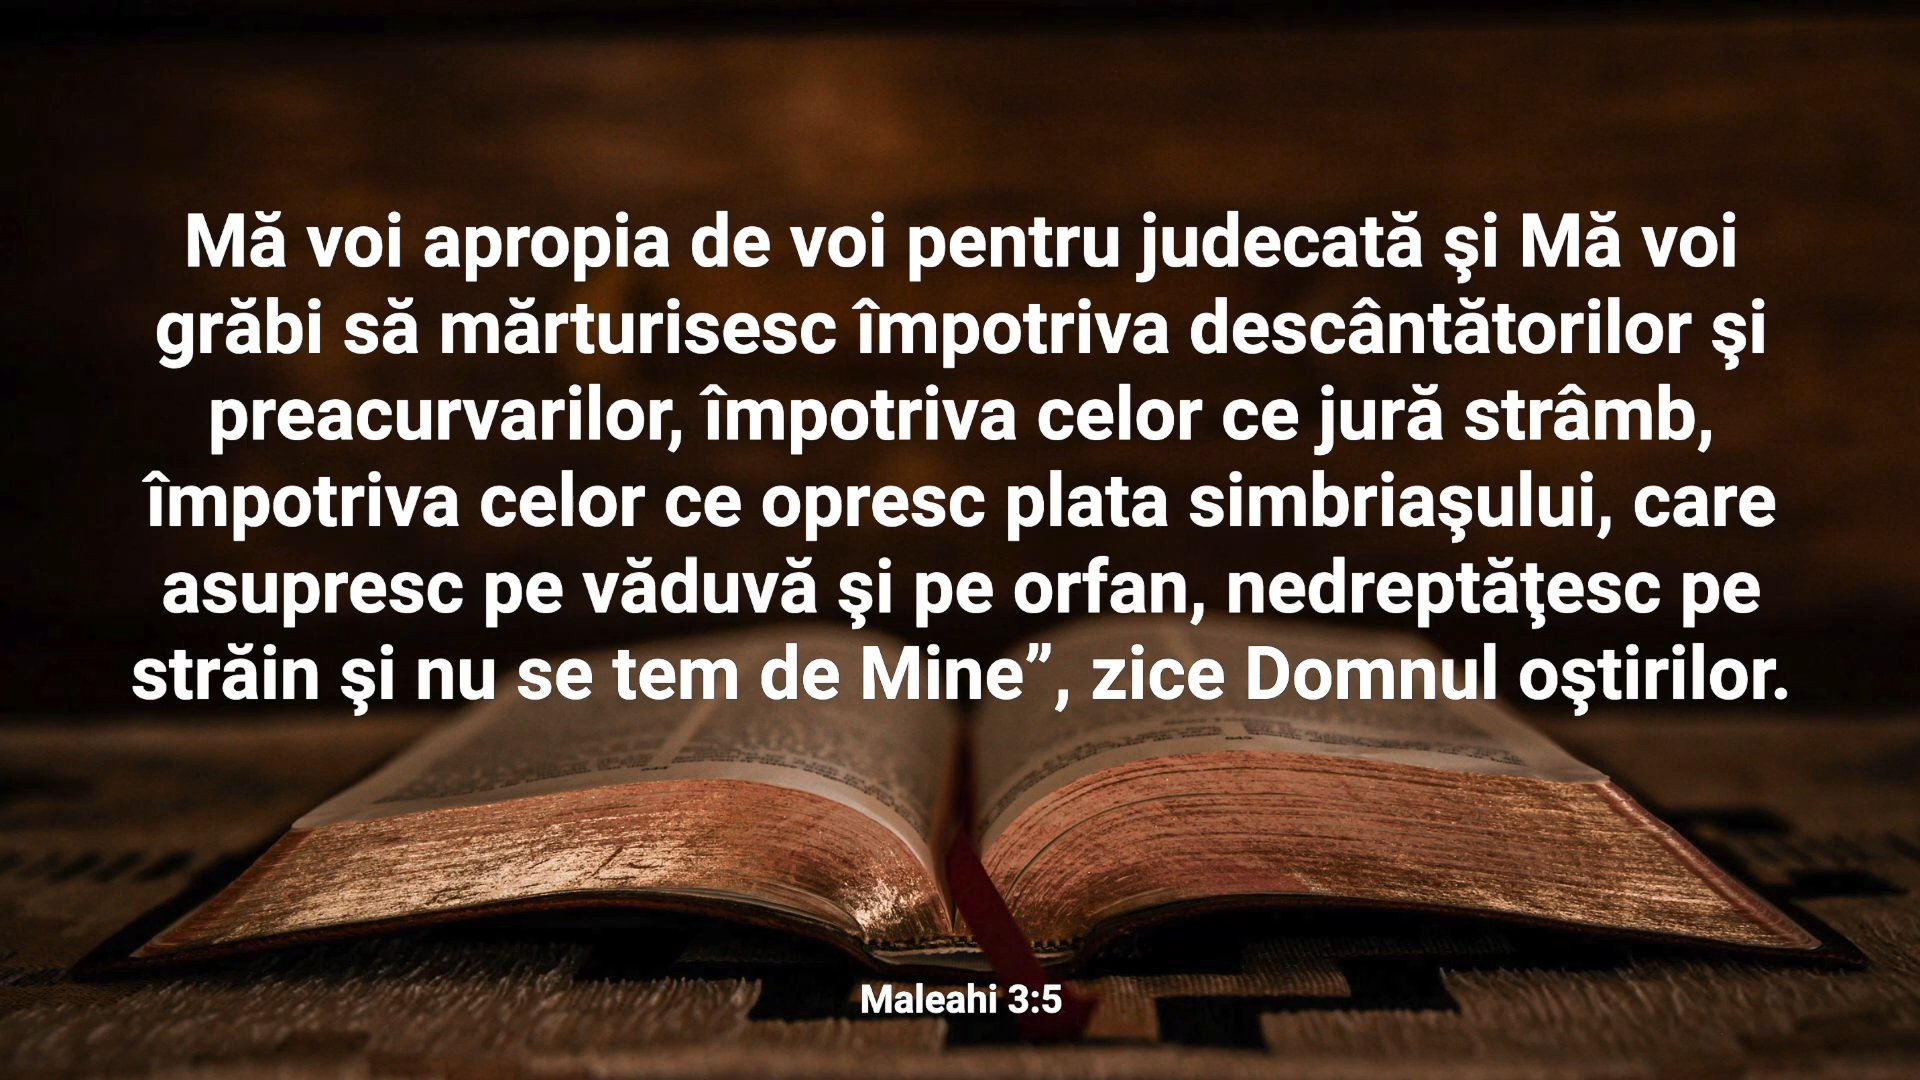 Mă voi apropia de voi pentru judecată şi Mă voi
grăbi să mărturisesc împotriva descântătorilor şi
preacurvarilor, împotriva celor ce jură strâmb,
împotriva celor ce opresc plata simbriaşului, care
asupresc pe văduvă şi pe orfan, nedreptăţesc pe
străin şi nu se tem de Mine”, zice Domnul oştirilor.
Maleahi 3:5